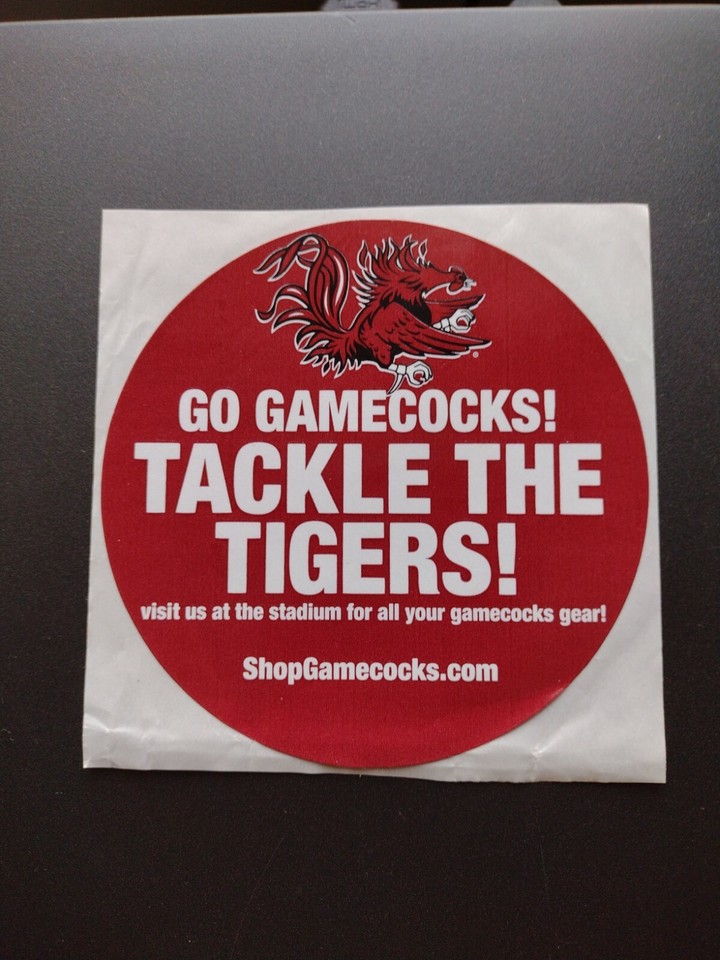 GO GAMECOCKS!
TACKLE THE
TIGERS!
visit us at the stadium for all your gamecocks gear!
ShopGamecocks.com